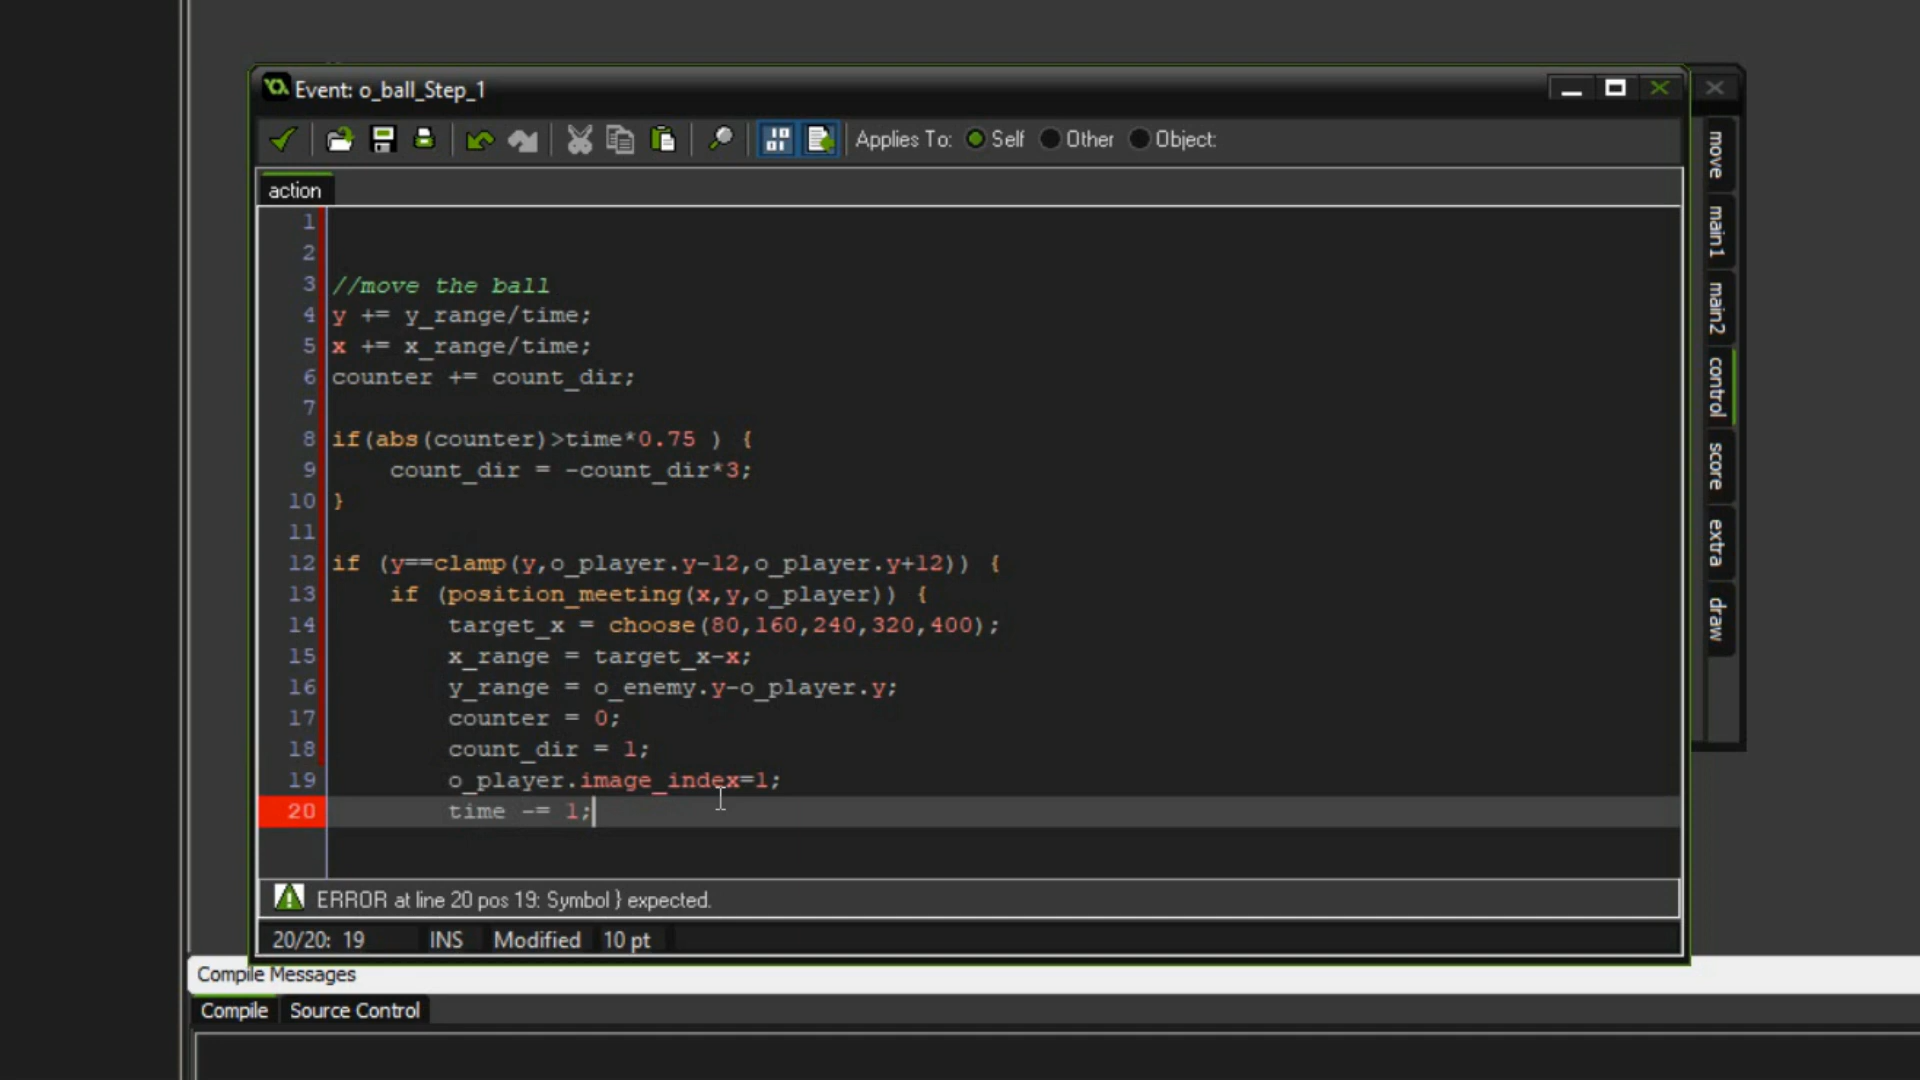 Event: o_ball_Step_1
Applies To: Self Other Object:
action
1
2
3 //move the ball
4 y += y_range/time;
5 x += x_range/time;
6 counter += count_dir;
7
8 if(abs(counter)>time*0.75 ) {
9 count_dir = -count_dir*3;
10 }
11
12 if (y==clamp(y,o_player.y-12,o_player.y+12)) {
13 if (position_meeting(x,y,o_player)) {
14 target_x = choose(80,160,240,320,400);
15 x_range = target_x-x;
16 y_range = o_enemy.y-o_player.y;
17 counter = 0;
18 count_dir = 1;
19 o_player.image_index=1;
20 time -= 1;
ERROR at line 20 pos 19: Symbol } expected.
20/20: 19 INS Modified 10 pt
move
main1
main2
control
score
extra
draw
Compile Messages
Compile Source Control